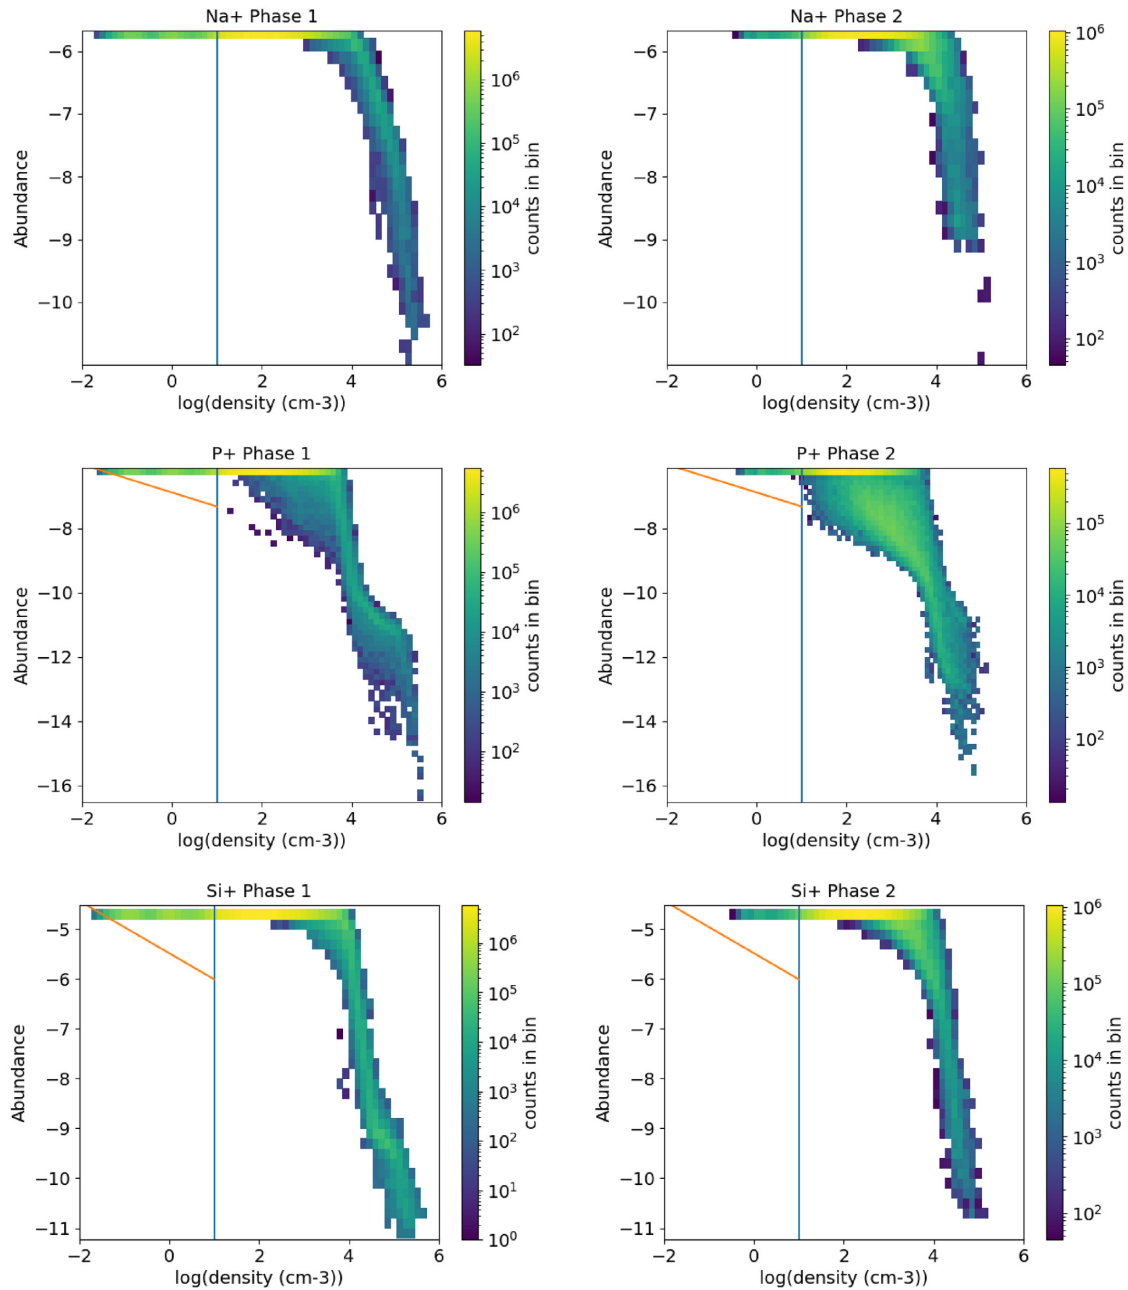 Na+ Phase 1
Abundance
−6
−7
−8
−9
−10
−2 0 2 4 6
log(density (cm-3))
10^6
10^5
10^4
10^3
10^2
counts in bin
Na+ Phase 2
Abundance
−6
−7
−8
−9
−10
−2 0 2 4 6
log(density (cm-3))
10^6
10^5
10^4
10^3
10^2
counts in bin
P+ Phase 1
Abundance
−8
−10
−12
−14
−16
−2 0 2 4 6
log(density (cm-3))
10^6
10^5
10^4
10^3
10^2
counts in bin
P+ Phase 2
Abundance
−8
−10
−12
−14
−16
−2 0 2 4 6
log(density (cm-3))
10^5
10^4
10^3
10^2
counts in bin
Si+ Phase 1
Abundance
−5
−6
−7
−8
−9
−10
−11
−2 0 2 4 6
log(density (cm-3))
10^6
10^5
10^4
10^3
10^2
10^1
10^0
counts in bin
Si+ Phase 2
Abundance
−5
−6
−7
−8
−9
−10
−11
−2 0 2 4 6
log(density (cm-3))
10^6
10^5
10^4
10^3
10^2
counts in bin